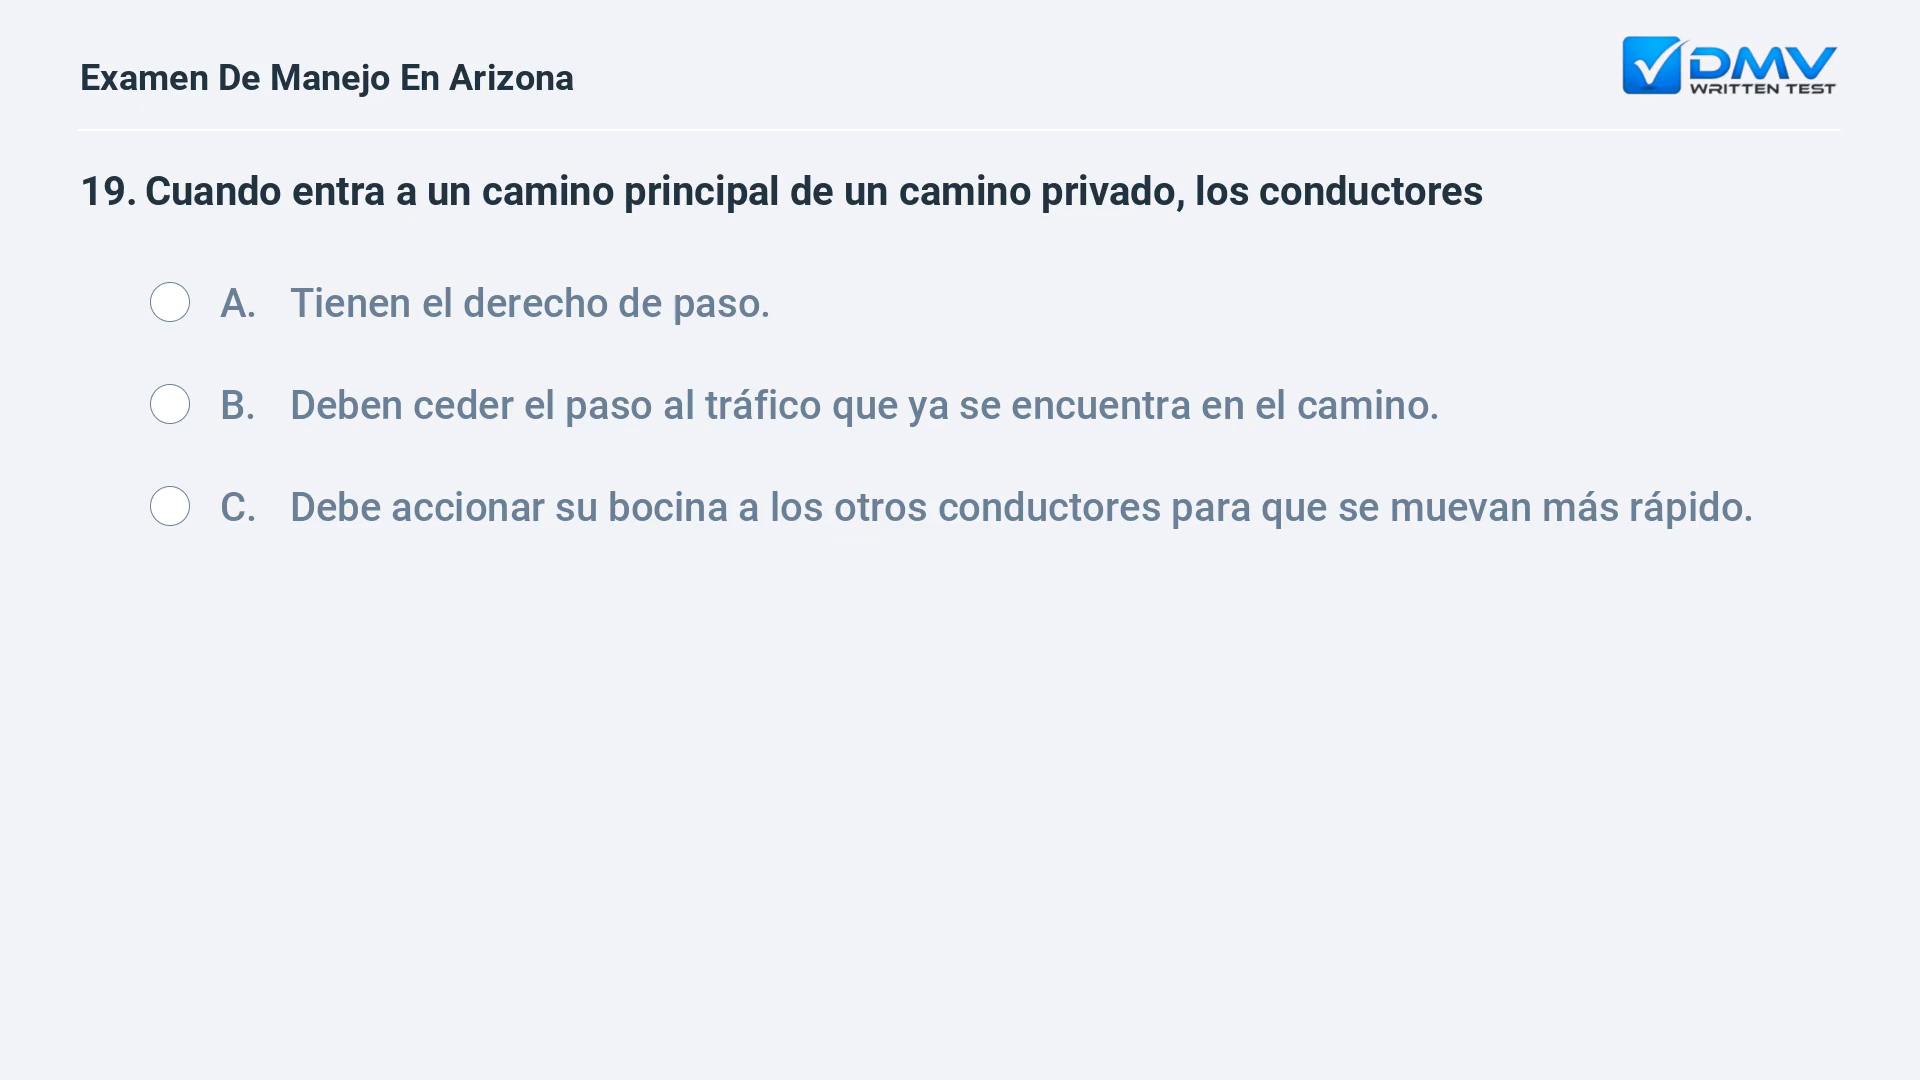 Examen De Manejo En Arizona
DMV
WRITTEN TEST
19. Cuando entra a un camino principal de un camino privado, los conductores
A. Tienen el derecho de paso.
B. Deben ceder el paso al tráfico que ya se encuentra en el camino.
C. Debe accionar su bocina a los otros conductores para que se muevan más rápido.